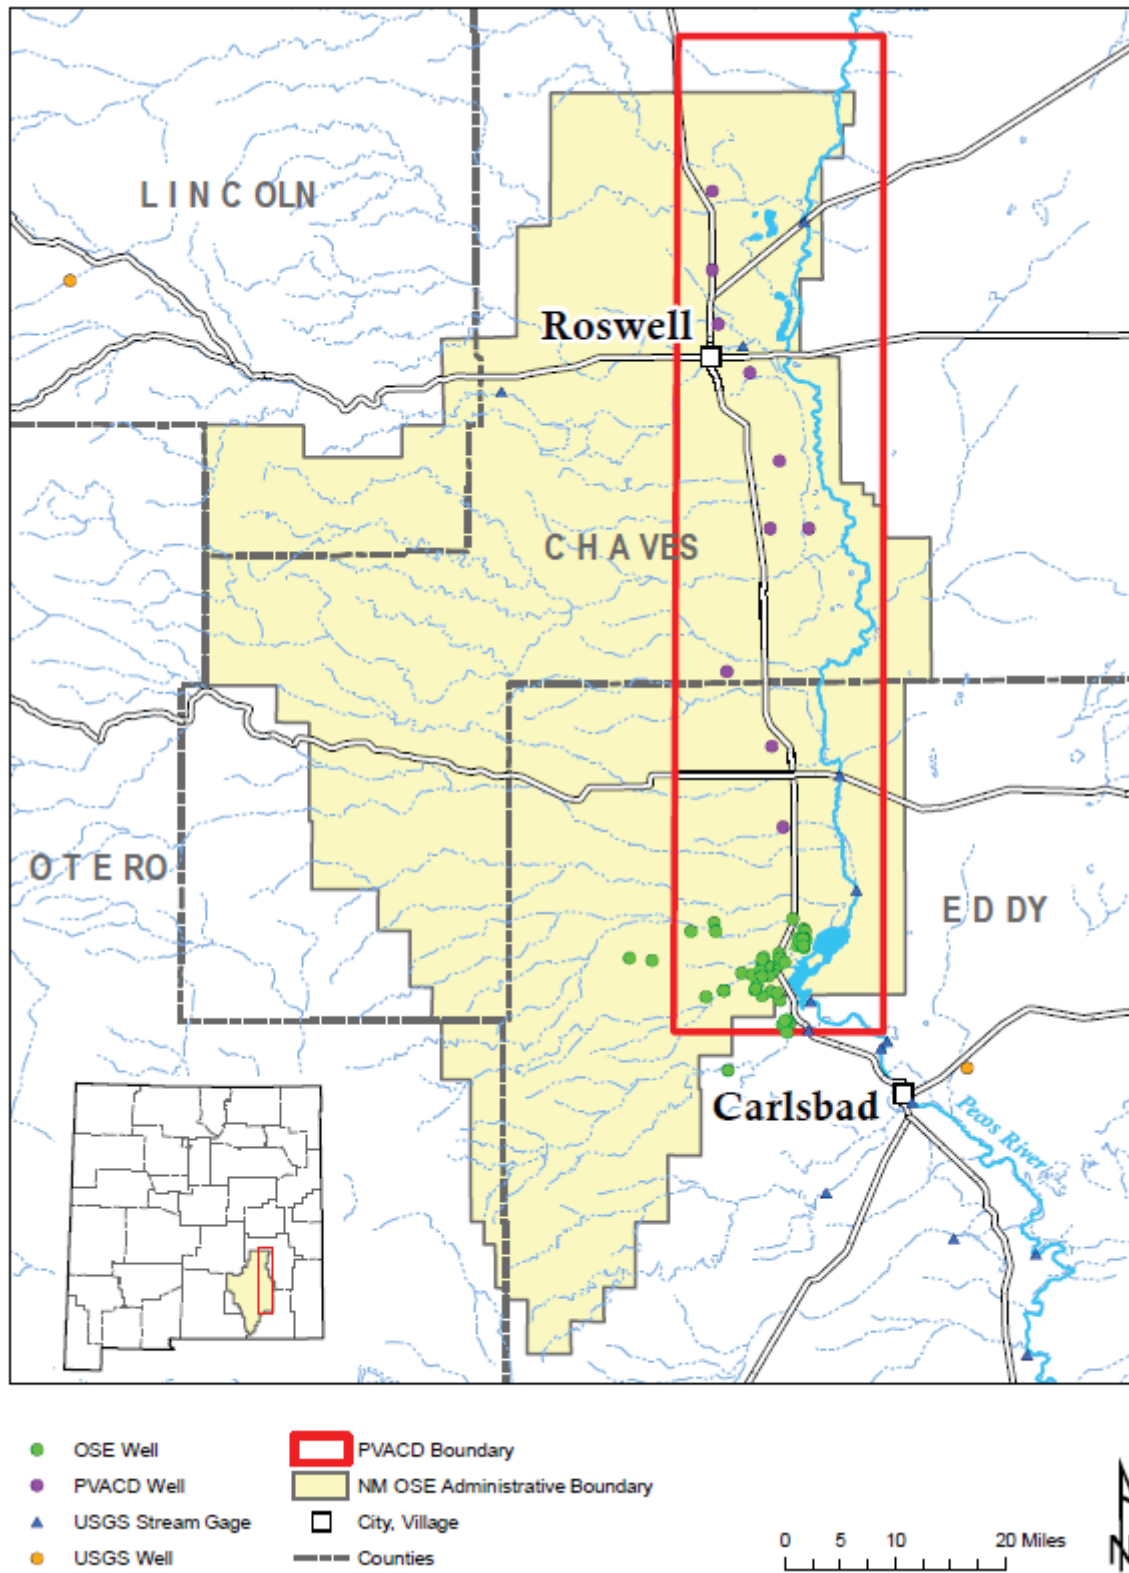 LINCOLN
Roswell
CHAVES
OTERO
EDDY
Carlsbad
Pecos River
OSE Well
PVACD Well
USGS Stream Gage
USGS Well
PVACD Boundary
NM OSE Administrative Boundary
City, Village
Counties
0 5 10 20 Miles
N